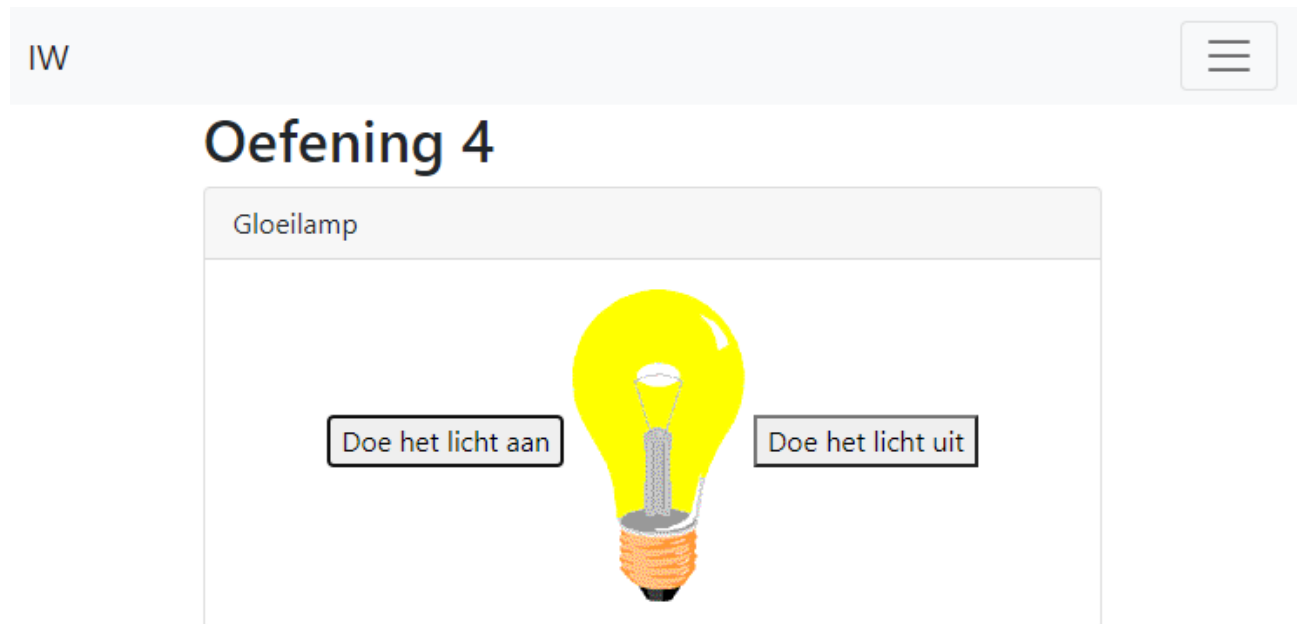 IW
Oefening 4
Gloeilamp
Doe het licht aan
Doe het licht uit